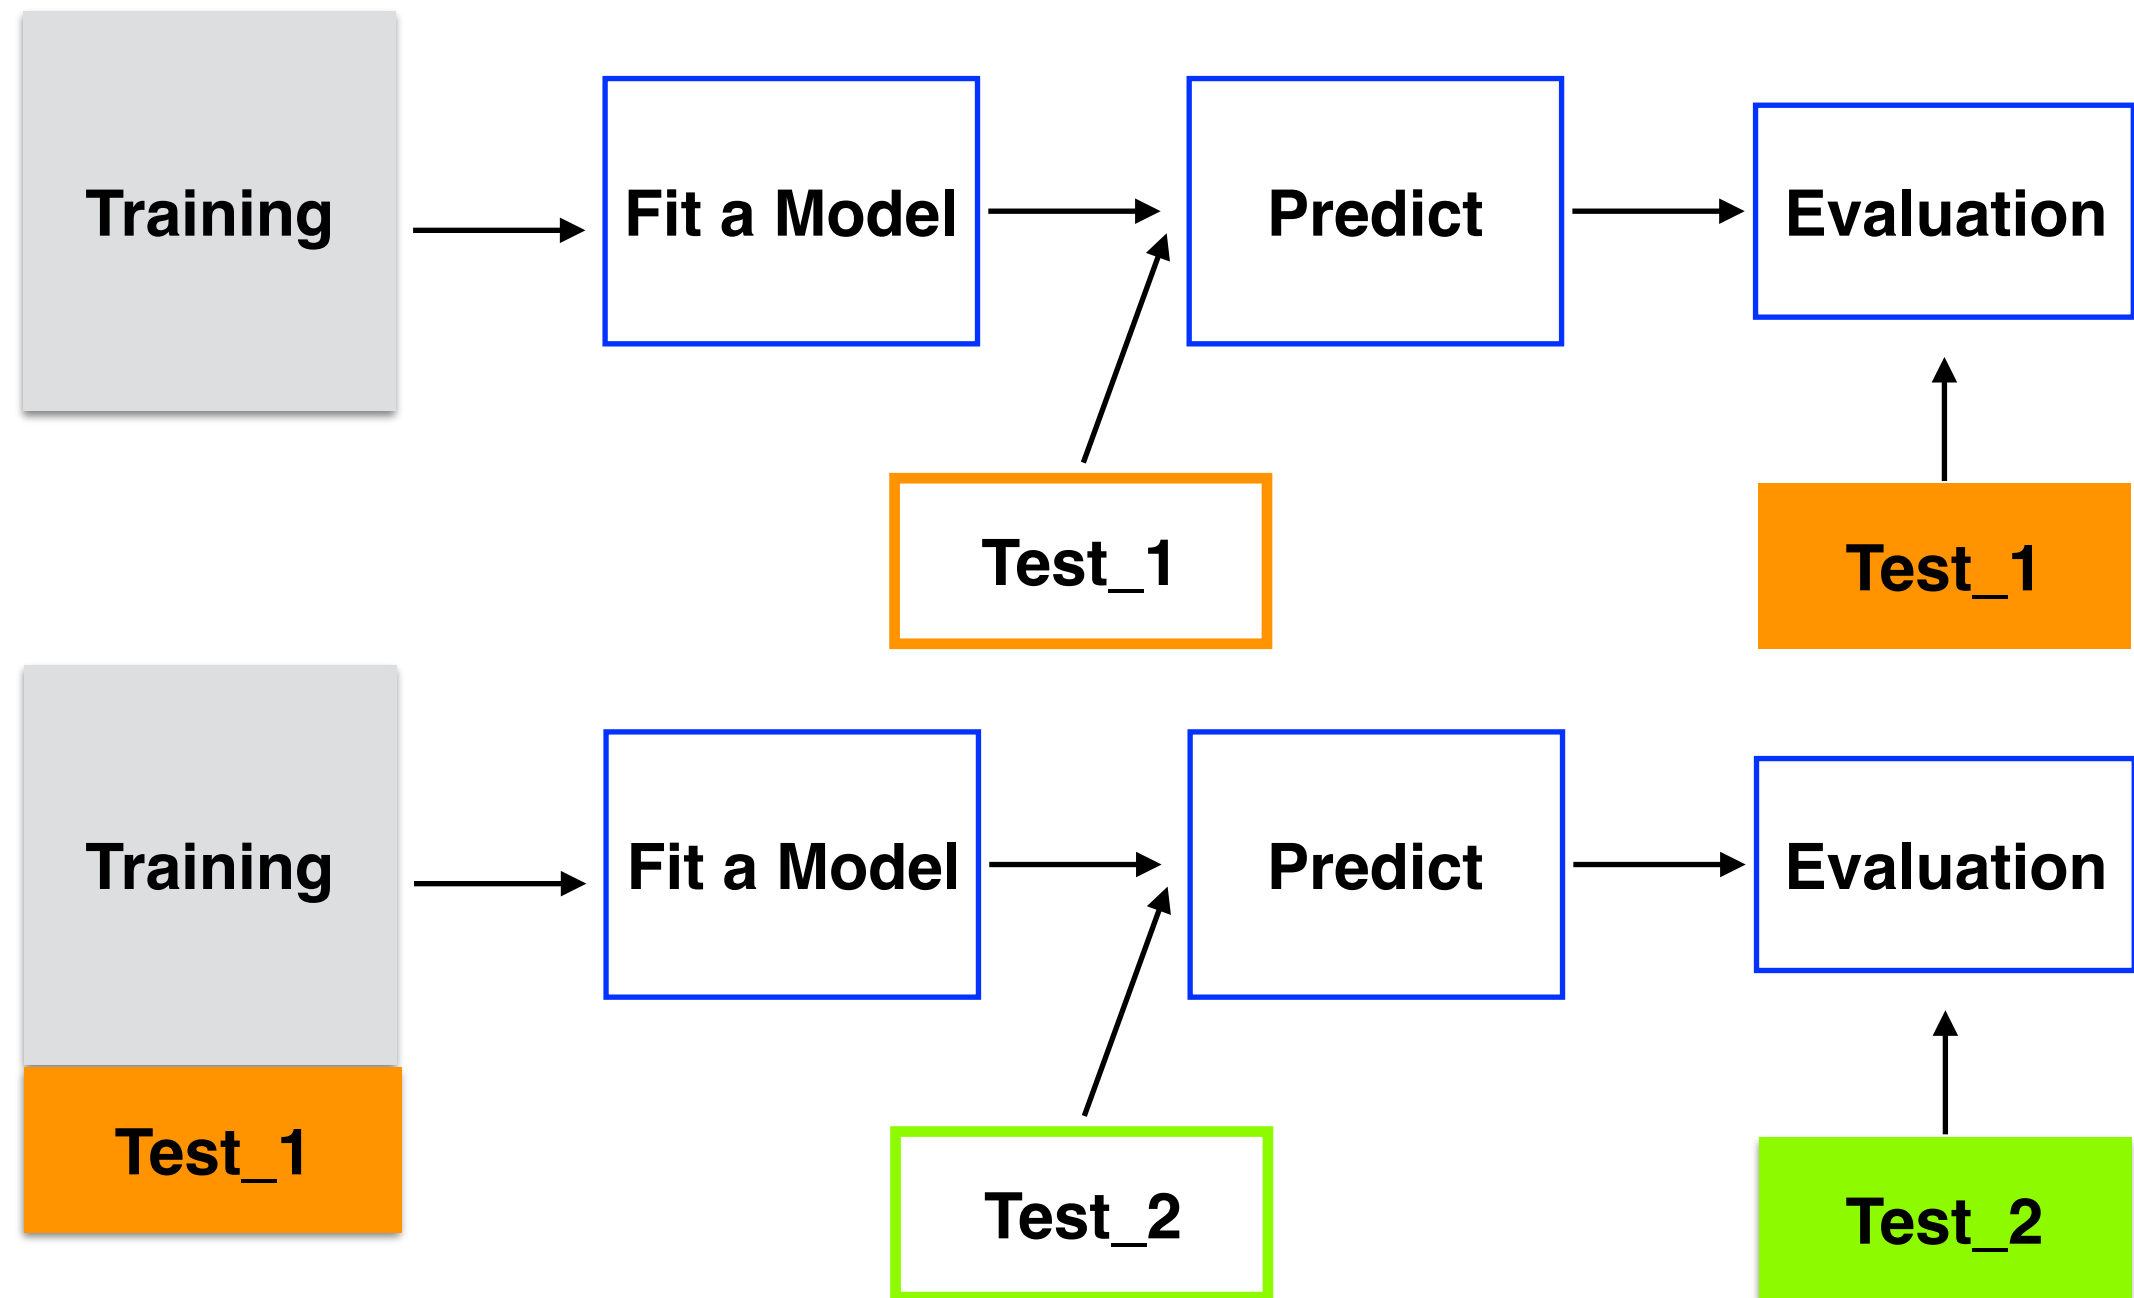 Training
Fit a Model
Predict
Evaluation
Test_1
Test_1
Training
Fit a Model
Predict
Evaluation
Test_1
Test_2
Test_2